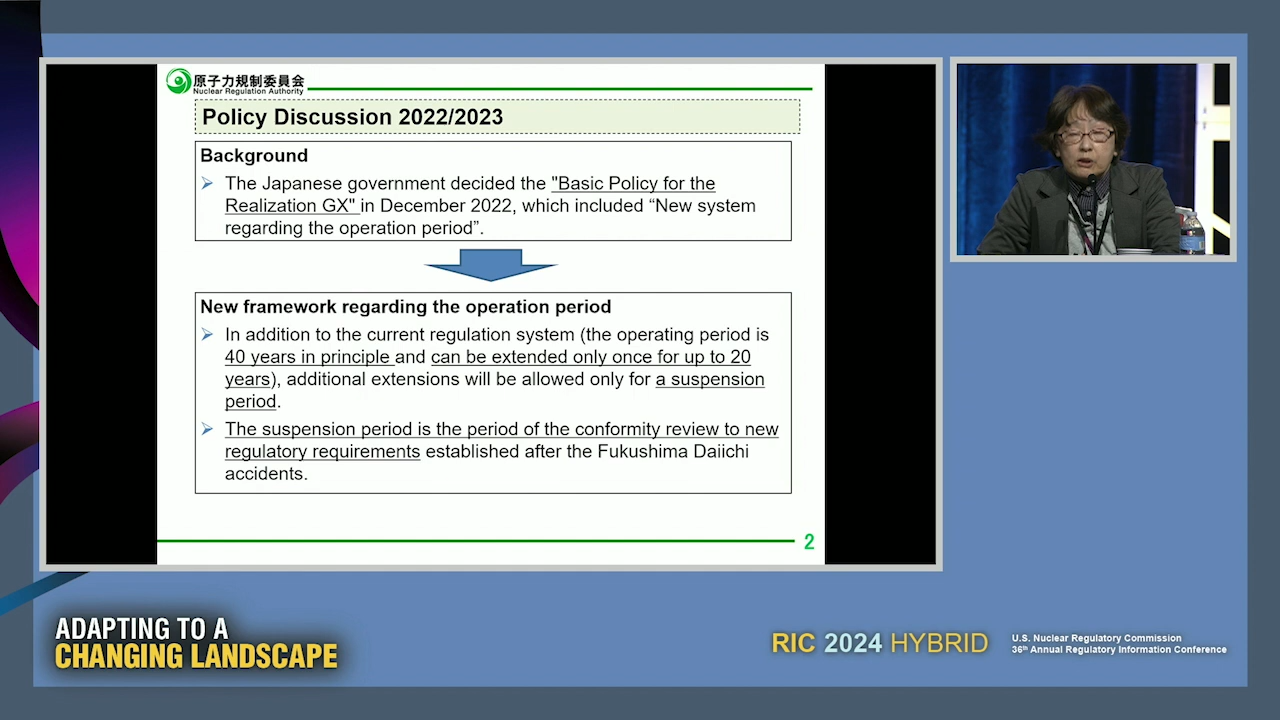 原子力規制委員会
Nuclear Regulation Authority
Policy Discussion 2022/2023
Background
The Japanese government decided the "Basic Policy for the
Realization GX" in December 2022, which included “New system
regarding the operation period”.
New framework regarding the operation period
In addition to the current regulation system (the operating period is
40 years in principle and can be extended only once for up to 20
years), additional extensions will be allowed only for a suspension
period.
The suspension period is the period of the conformity review to new
regulatory requirements established after the Fukushima Daiichi
accidents.
2
ADAPTING TO A
CHANGING LANDSCAPE
RIC 2024 HYBRID
U.S. Nuclear Regulatory Commission
36th Annual Regulatory Information Conference